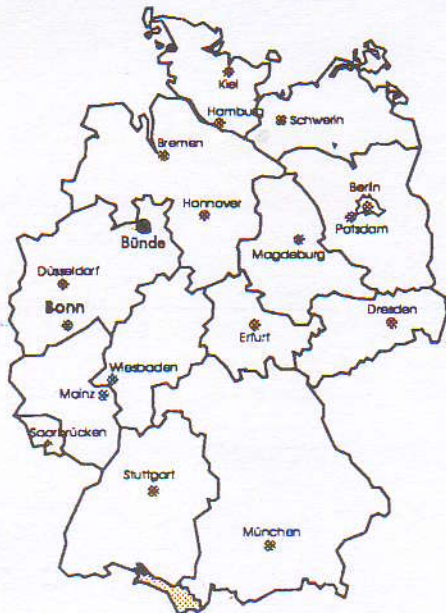 Kiel
Hamburg
Schwerin
Bremen
Berlin
Hannover
Potsdam
Bünde
Magdeburg
Düsseldorf
Bonn
Dresden
Erfurt
Wiesbaden
Mainz
Saarbrücken
Stuttgart
München